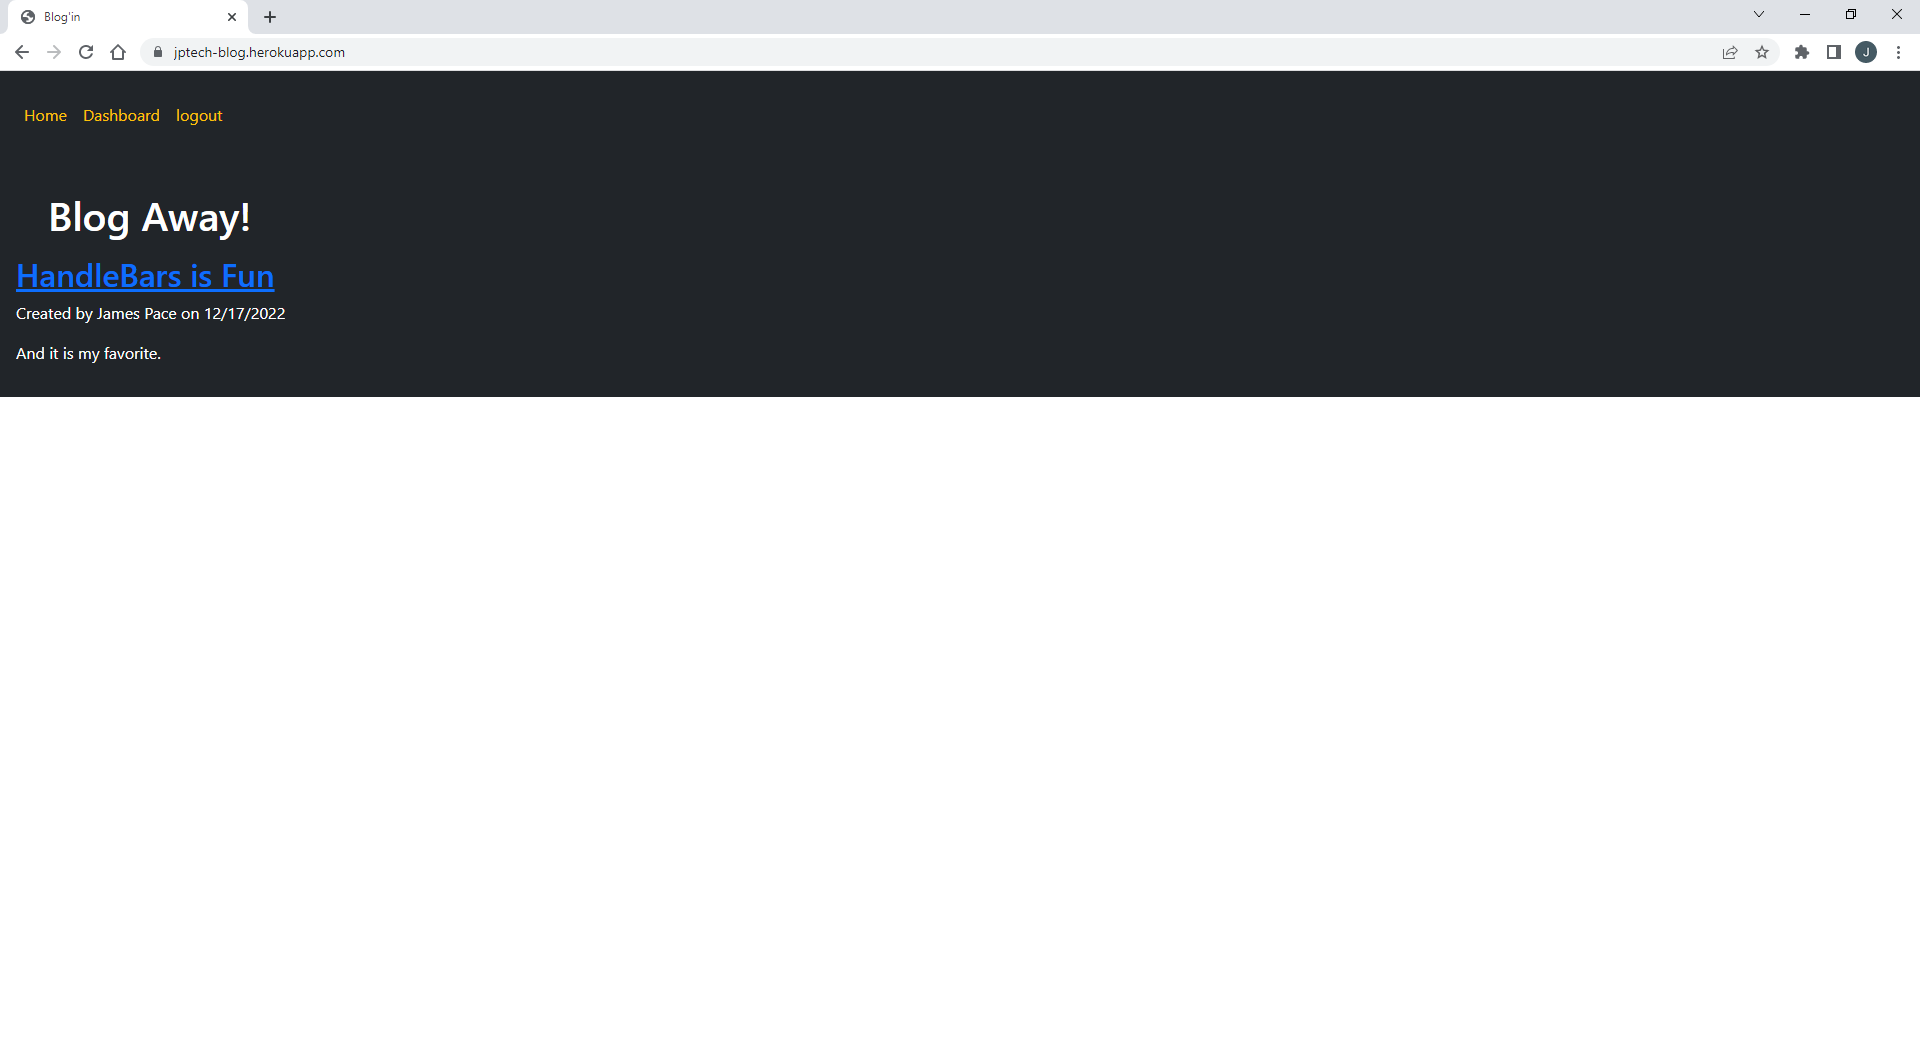 Blog'in
jptech-blog.herokuapp.com
J
Home Dashboard logout
Blog Away!
HandleBars is Fun
Created by James Pace on 12/17/2022
And it is my favorite.